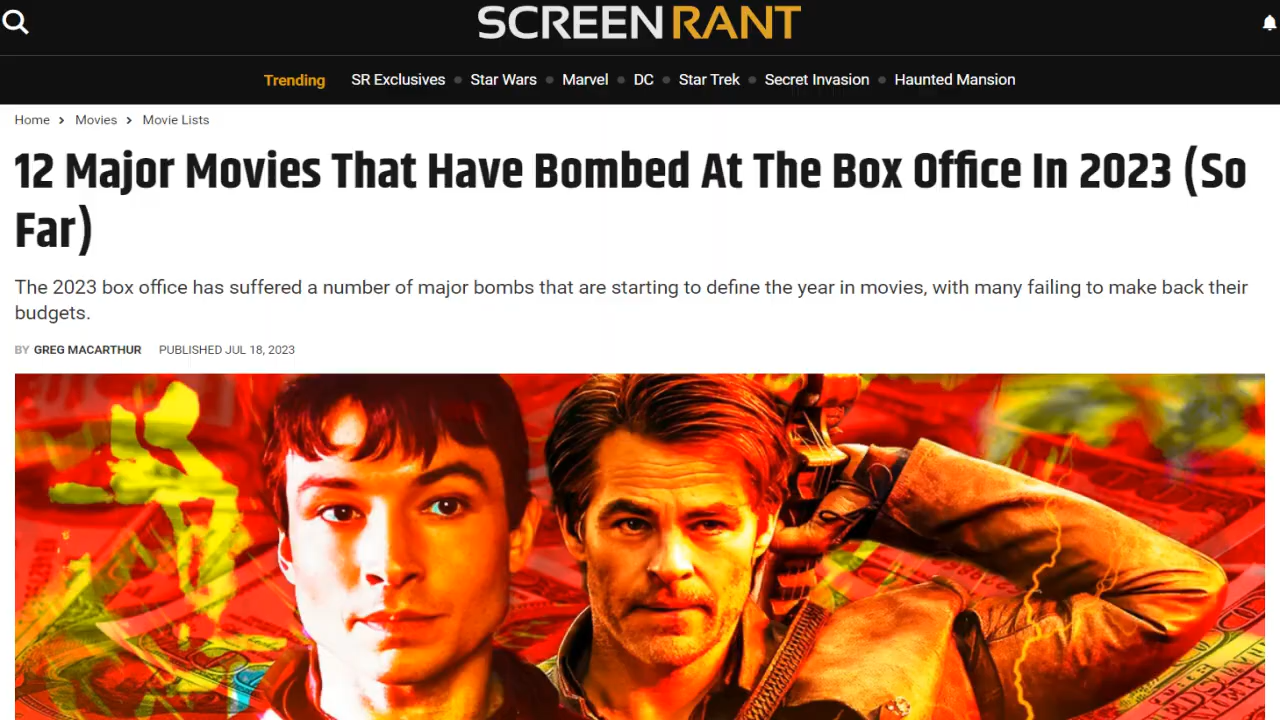 SCREENRANT
Trending SR Exclusives Star Wars Marvel DC Star Trek Secret Invasion Haunted Mansion
Home > Movies > Movie Lists
12 Major Movies That Have Bombed At The Box Office In 2023 (So
Far)
The 2023 box office has suffered a number of major bombs that are starting to define the year in movies, with many failing to make back their
budgets.
BY GREG MACARTHUR PUBLISHED JUL 18, 2023